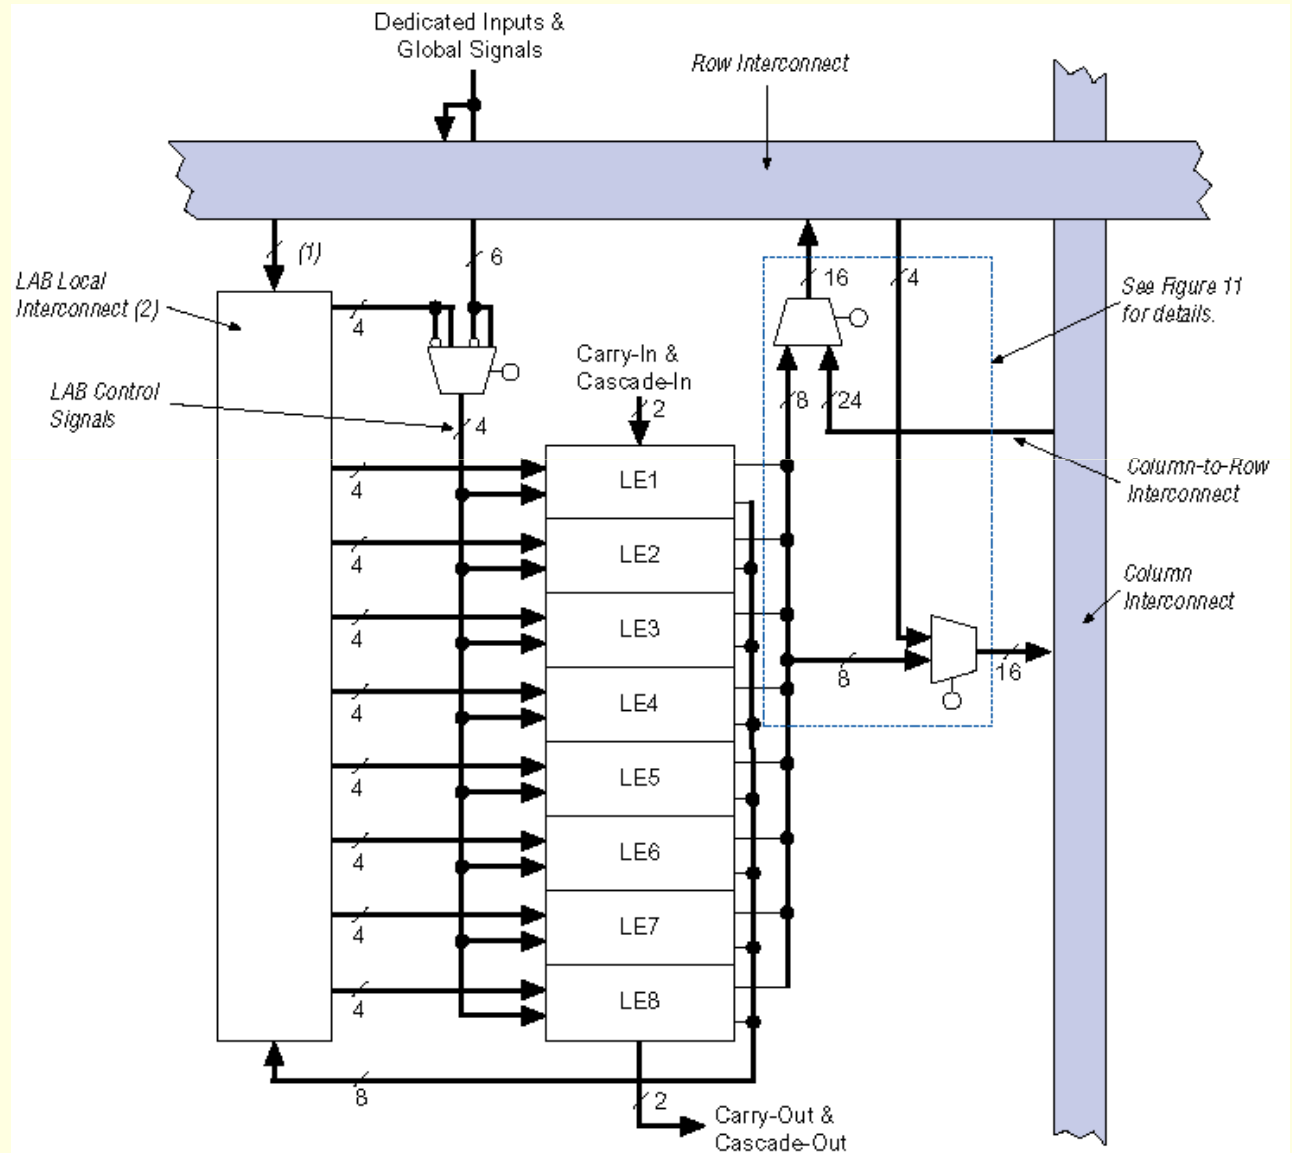 Dedicated Inputs &
Global Signals
Row Interconnect
(1)
6
16
4
LAB Local
Interconnect (2)
4
See Figure 11
for details.
Carry-In &
Cascade-In
2
8
24
LAB Control
Signals
4
Column-to-Row
Interconnect
4
LE1
4
LE2
Column
Interconnect
4
LE3
8
16
4
LE4
4
LE5
4
LE6
4
LE7
4
LE8
8
2
Carry-Out &
Cascade-Out